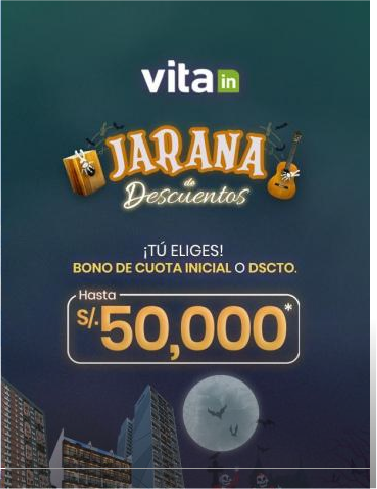 vita in
JARANA
de
Descuentos
¡TÚ ELIGES!
BONO DE CUOTA INICIAL O DSCTO.
Hasta
S/.50,000*